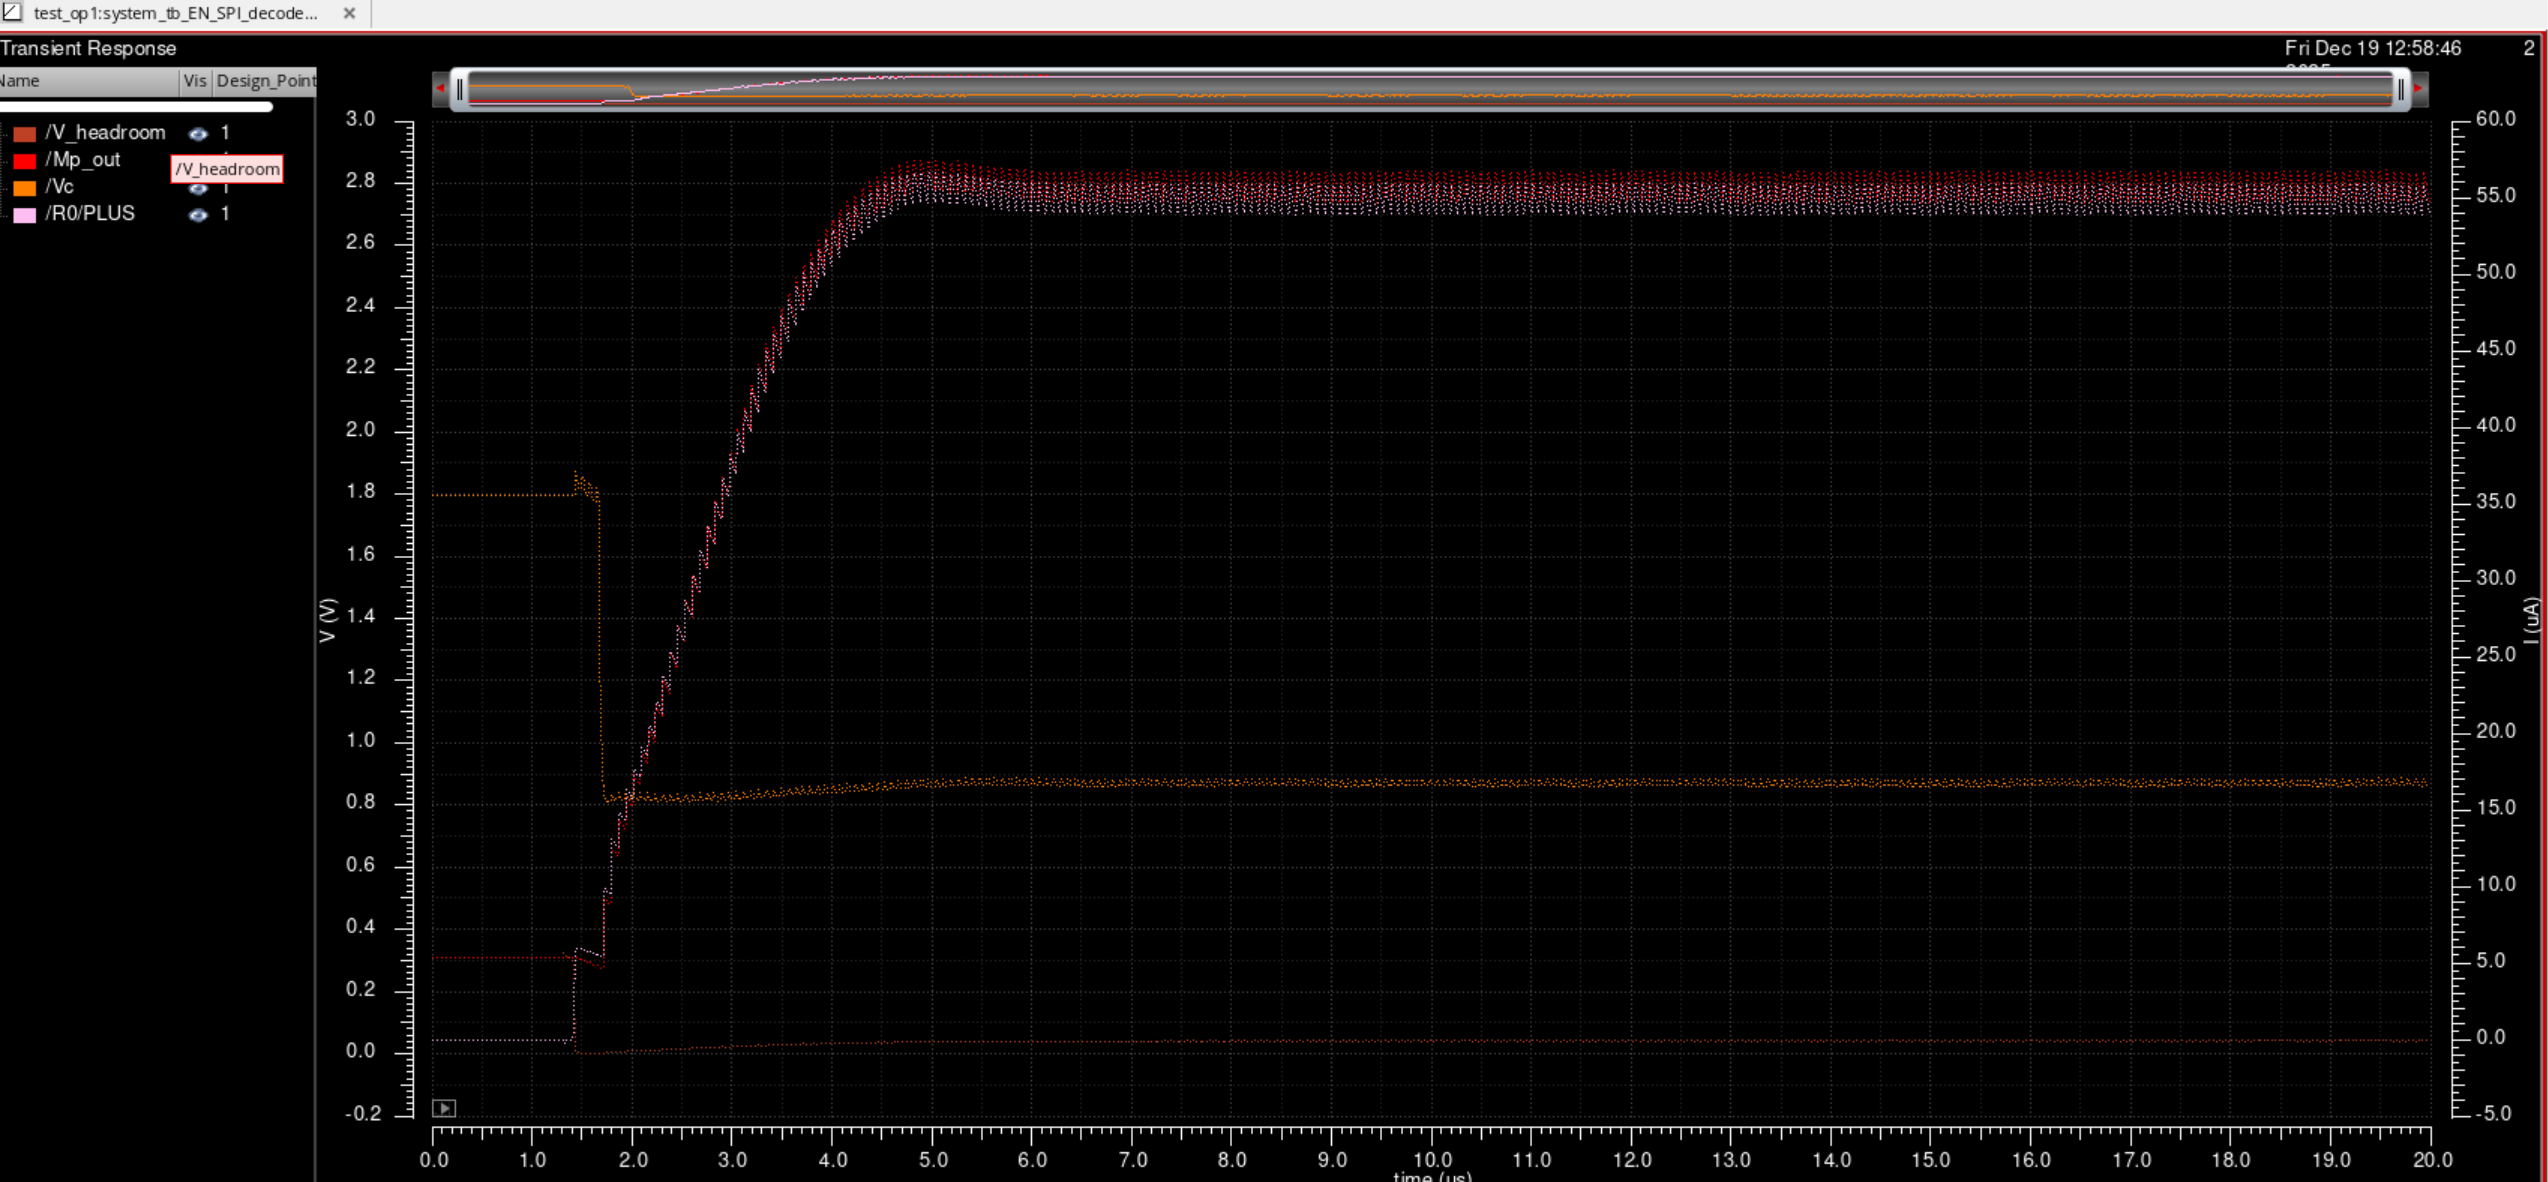 test_op1:system_tb_EN_SPI_decode... ×
Transient Response
Fri Dec 19 12:58:46 2
Name Vis Design_Point
/V_headroom 1
/Mp_out
/V_headroom
/Vc 1
/R0/PLUS 1
V (V)
3.0
2.8
2.6
2.4
2.2
2.0
1.8
1.6
1.4
1.2
1.0
0.8
0.6
0.4
0.2
0.0
-0.2
60.0
55.0
50.0
45.0
40.0
35.0
30.0
25.0
20.0
15.0
10.0
5.0
0.0
-5.0
I (uA)
0.0 1.0 2.0 3.0 4.0 5.0 6.0 7.0 8.0 9.0 10.0 11.0 12.0 13.0 14.0 15.0 16.0 17.0 18.0 19.0 20.0
time (us)